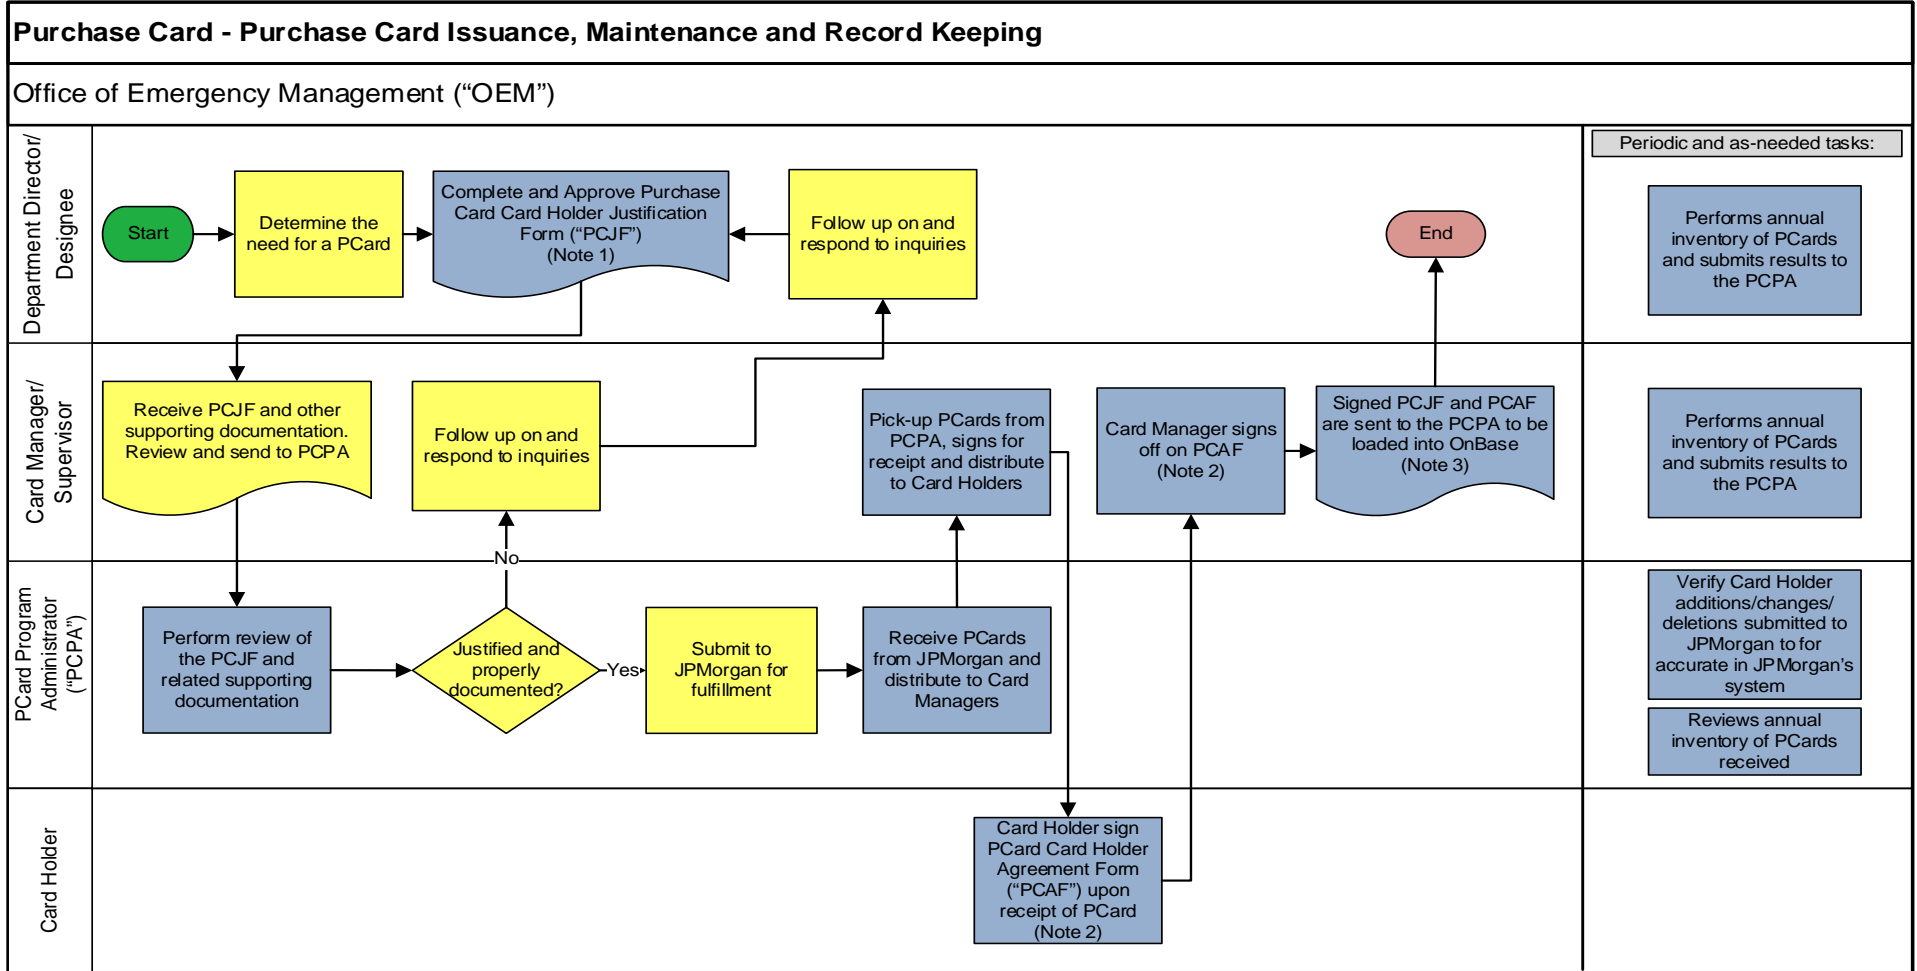 Purchase Card - Purchase Card Issuance, Maintenance and Record Keeping
Office of Emergency Management (“OEM”)
Department Director/
Designee
Start
Determine the
need for a PCard
Complete and Approve Purchase
Card Card Holder Justification
Form (“PCJF”)
(Note 1)
Follow up on and
respond to inquiries
End
Periodic and as-needed tasks:
Performs annual
inventory of PCards
and submits results to
the PCPA
Card Manager/
Supervisor
Receive PCJF and other
supporting documentation.
Review and send to PCPA
Follow up on and
respond to inquiries
Pick-up PCards from
PCPA, signs for
receipt and distribute
to Card Holders
Card Manager signs
off on PCAF
(Note 2)
Signed PCJF and PCAF
are sent to the PCPA to be
loaded into OnBase
(Note 3)
Performs annual
inventory of PCards
and submits results to
the PCPA
No
PCard Program
Administrator
(“PCPA”)
Perform review of
the PCJF and
related supporting
documentation
Justified and
properly
documented?
Yes
Submit to
JPMorgan for
fulfillment
Receive PCards
from JPMorgan and
distribute to Card
Managers
Verify Card Holder
additions/changes/
deletions submitted to
JPMorgan to for
accurate in JPMorgan’s
system
Reviews annual
inventory of PCards
received
Card Holder
Card Holder sign
PCard Card Holder
Agreement Form
(“PCAF”) upon
receipt of PCard
(Note 2)